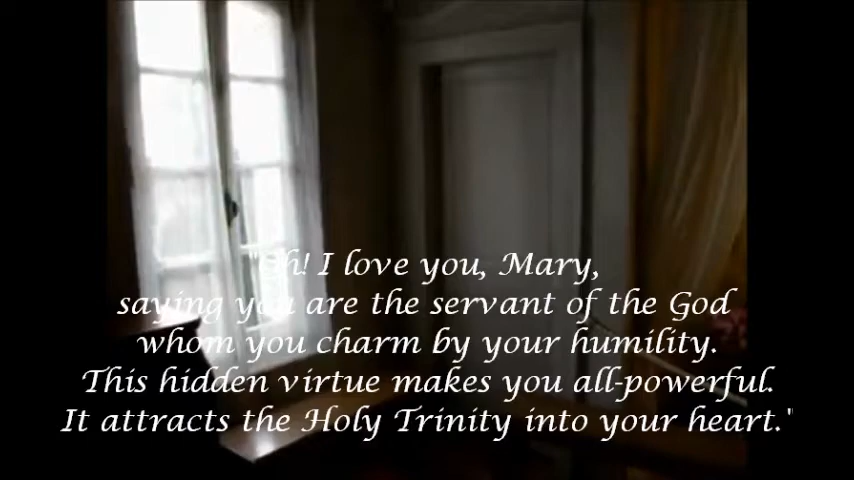 "Oh! I love you, Mary,
saying you are the servant of the God
whom you charm by your humility.
This hidden virtue makes you all-powerful.
It attracts the Holy Trinity into your heart."